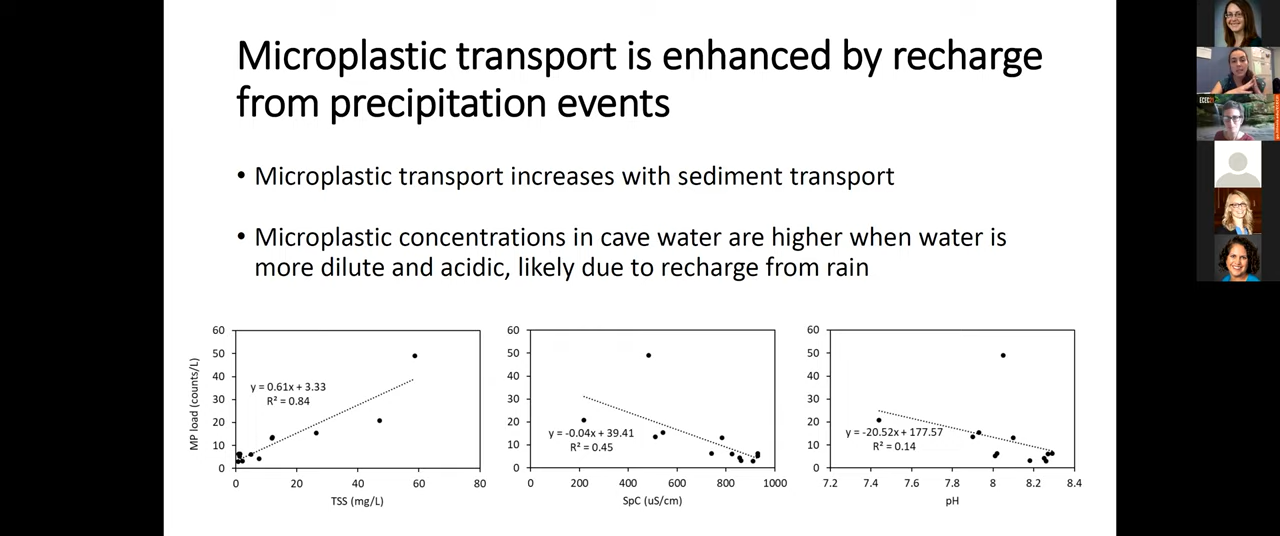 Microplastic transport is enhanced by recharge
from precipitation events
• Microplastic transport increases with sediment transport
• Microplastic concentrations in cave water are higher when water is
more dilute and acidic, likely due to recharge from rain
MP load (counts/L)
60
50
40
30
20
10
0
y = 0.61x + 3.33
R² = 0.84
0 20 40 60 80
TSS (mg/L)
60
50
40
30
20
10
0
y = -0.04x + 39.41
R² = 0.45
0 200 400 600 800 1000
SpC (uS/cm)
60
50
40
30
20
10
0
y = -20.52x + 177.57
R² = 0.14
7.2 7.4 7.6 7.8 8 8.2 8.4
pH